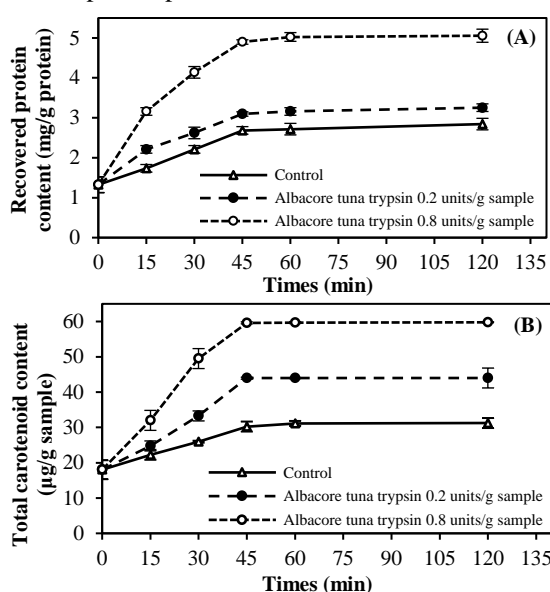 (A)
Recovered protein
content (mg/g protein)
6
5
4
3
2
1
0
Control
Albacore tuna trypsin 0.2 units/g sample
Albacore tuna trypsin 0.8 units/g sample
0 15 30 45 60 75 90 105 120 135
Times (min)
(B)
Total carotenoid content
(µg/g sample)
60
50
40
30
20
10
0
Control
Albacore tuna trypsin 0.2 units/g sample
Albacore tuna trypsin 0.8 units/g sample
0 15 30 45 60 75 90 105 120 135
Times (min)